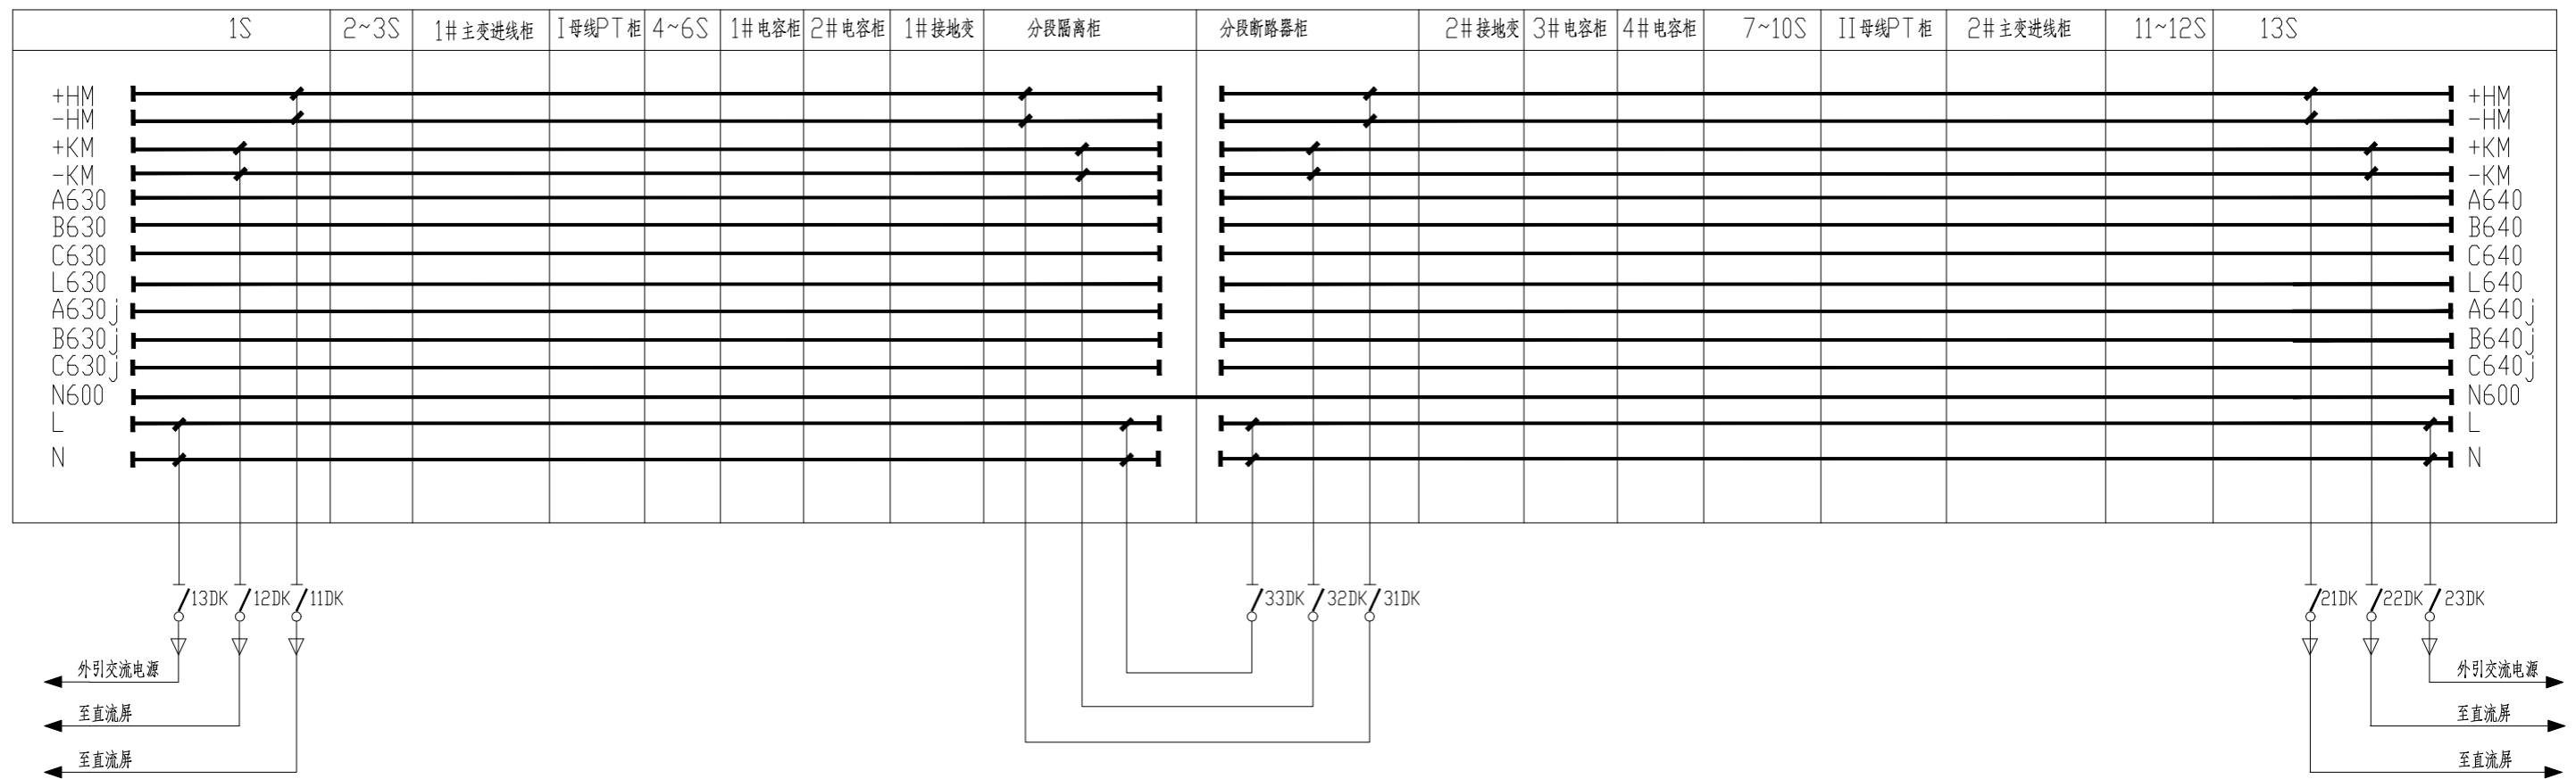 1S 2~3S 1#主变进线柜 I母线PT柜 4~6S 1#电容柜 2#电容柜 1#接地变 分段隔离柜 分段断路器柜 2#接地变 3#电容柜 4#电容柜 7~10S II母线PT柜 2#主变进线柜 11~12S 13S
+HM +HM
-HM -HM
+KM +KM
-KM -KM
A630 A640
B630 B640
C630 C640
L630 L640
A630j A640j
B630j B640j
C630j C640j
N600 N600
L L
N N
13DK 12DK 11DK 33DK 32DK 31DK 21DK 22DK 23DK
外引交流电源 外引交流电源
至直流屏 至直流屏
至直流屏 至直流屏